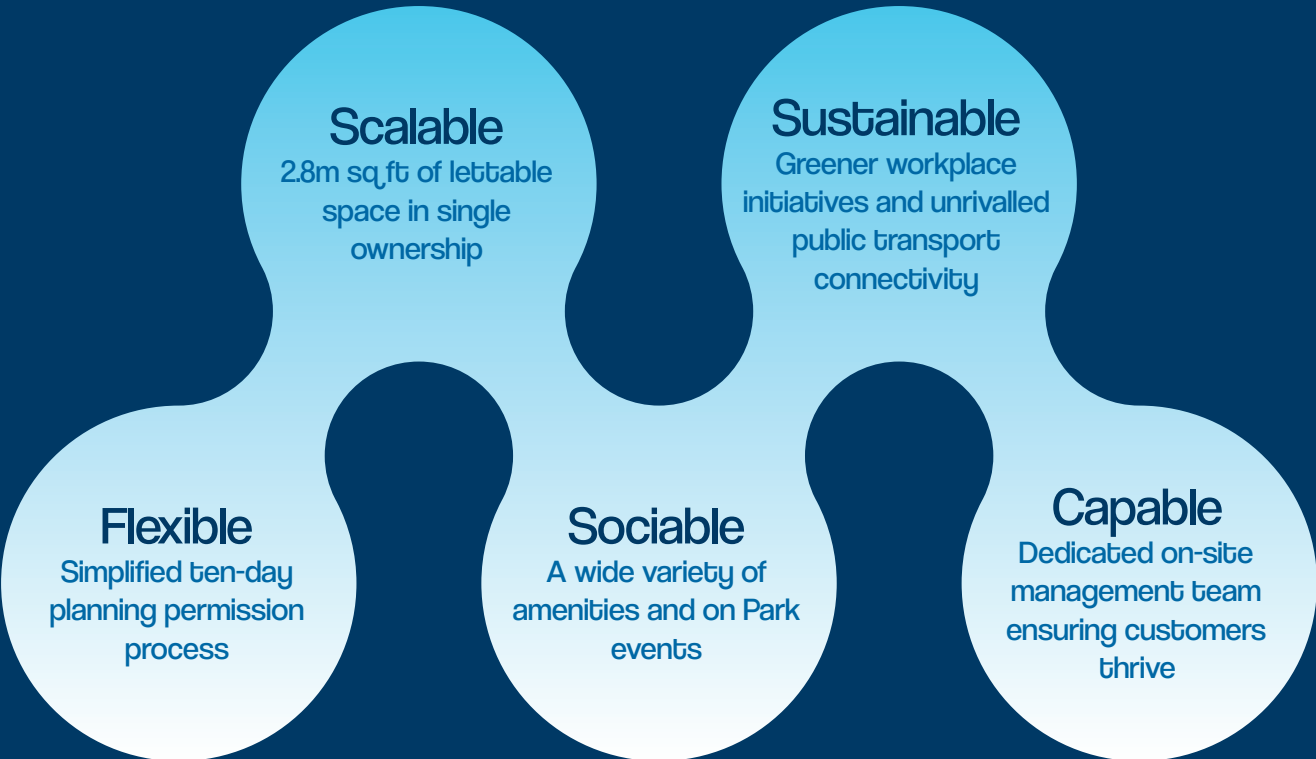 Scalable
2.8m sq ft of lettable
space in single
ownership
Sustainable
Greener workplace
initiatives and unrivalled
public transport
connectivity
Flexible
Simplified ten-day
planning permission
process
Sociable
A wide variety of
amenities and on Park
events
Capable
Dedicated on-site
management team
ensuring customers
thrive